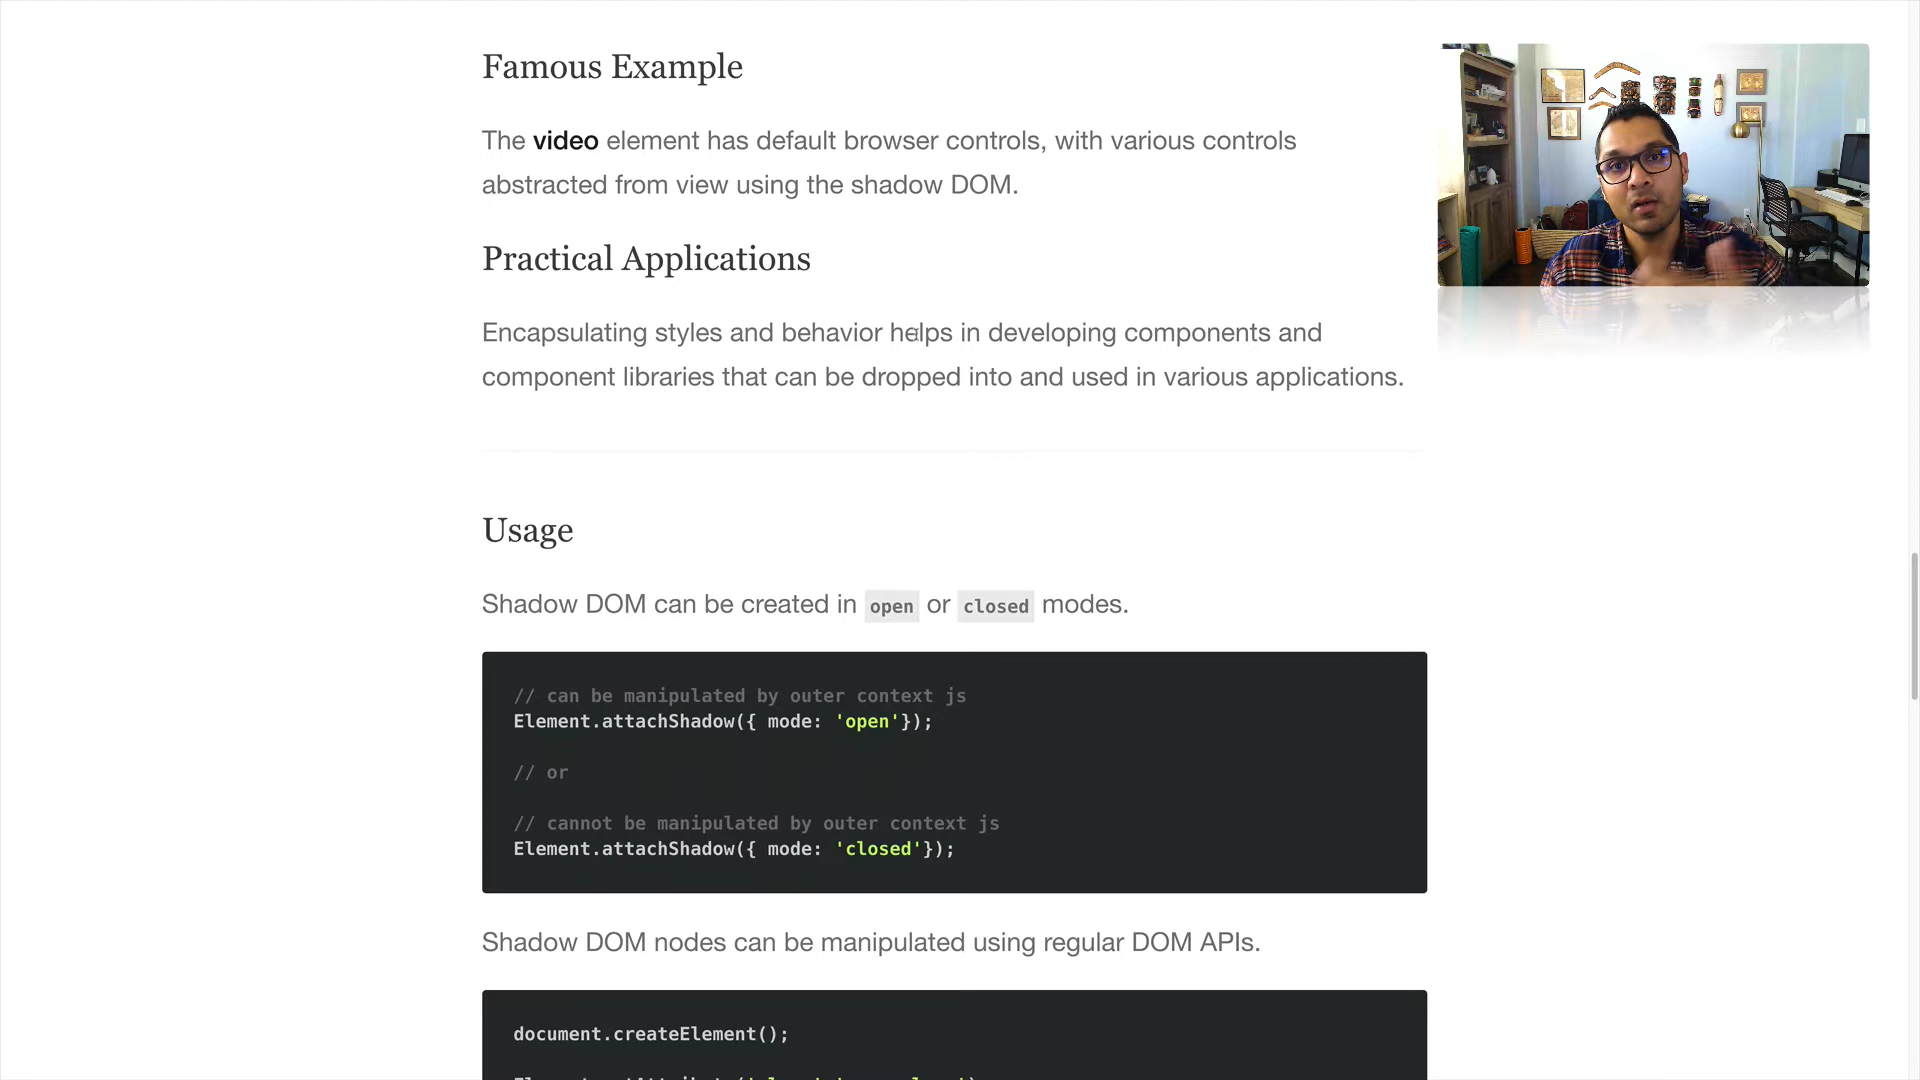 Famous Example
The video element has default browser controls, with various controls
abstracted from view using the shadow DOM.
Practical Applications
Encapsulating styles and behavior helps in developing components and
component libraries that can be dropped into and used in various applications.
Usage
Shadow DOM can be created in open or closed modes.
// can be manipulated by outer context js
Element.attachShadow({ mode: 'open'});
// or
// cannot be manipulated by outer context js
Element.attachShadow({ mode: 'closed'});
Shadow DOM nodes can be manipulated using regular DOM APIs.
document.createElement();